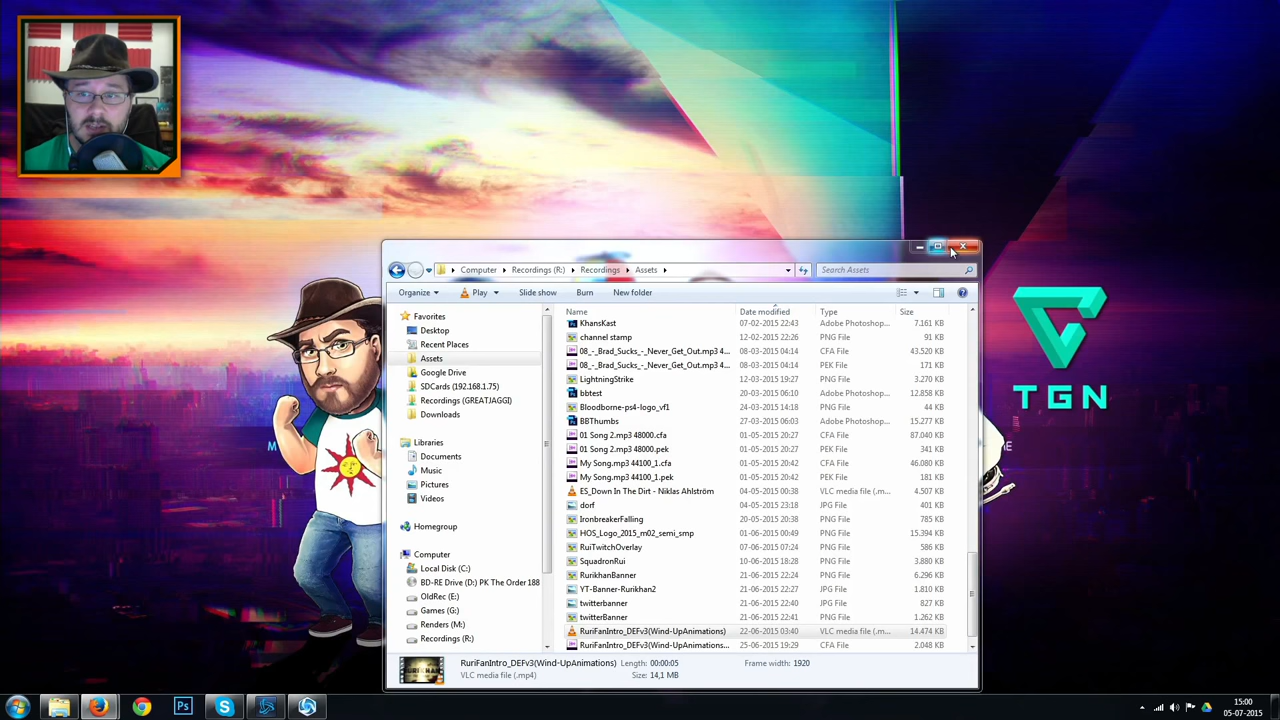 Computer ▸ Recordings (R:) ▸ Recordings ▸ Assets ▸
Search Assets
Organize ▾ Play ▾ Slide show Burn New folder
Favorites
Desktop
Recent Places
Assets
Google Drive
SDCards (192.168.1.75)
Recordings (GREATJAGGI)
Downloads
Libraries
Documents
Music
Pictures
Videos
Homegroup
Computer
Local Disk (C:)
BD-RE Drive (D:) PK The Order 188
OldRec (E:)
Games (G:)
Renders (M:)
Recordings (R:)
Name Date modified Type Size
KhansKast 07-02-2015 22:43 Adobe Photoshop... 7.161 KB
channel stamp 12-02-2015 22:26 PNG File 91 KB
08_-_Brad_Sucks_-_Never_Get_Out.mp3 4... 08-03-2015 04:14 CFA File 43.520 KB
08_-_Brad_Sucks_-_Never_Get_Out.mp3 4... 08-03-2015 04:14 PEK File 171 KB
LightningStrike 12-03-2015 19:27 PNG File 3.270 KB
bbtest 20-03-2015 06:10 Adobe Photoshop... 12.858 KB
Bloodborne-ps4-logo_vf1 24-03-2015 14:18 PNG File 44 KB
BBThumbs 27-03-2015 06:03 Adobe Photoshop... 15.277 KB
01 Song 2.mp3 48000.cfa 01-05-2015 20:27 CFA File 87.040 KB
01 Song 2.mp3 48000.pek 01-05-2015 20:27 PEK File 341 KB
My Song.mp3 44100_1.cfa 01-05-2015 20:42 CFA File 46.080 KB
My Song.mp3 44100_1.pek 01-05-2015 20:42 PEK File 181 KB
ES_Down In The Dirt - Niklas Ahlström 04-05-2015 00:38 VLC media file (.m... 4.507 KB
dorf 04-05-2015 23:18 JPG File 401 KB
IronbreakerFalling 20-05-2015 20:38 PNG File 785 KB
HOS_Logo_2015_m02_semi_smp 01-06-2015 00:49 PNG File 15.394 KB
RuiTwitchOverlay 07-06-2015 07:24 PNG File 586 KB
SquadronRui 10-06-2015 18:28 PNG File 3.880 KB
RurikhanBanner 21-06-2015 22:24 PNG File 6.296 KB
YT-Banner-Rurikhan2 21-06-2015 22:27 JPG File 1.810 KB
twitterbanner 21-06-2015 22:40 JPG File 262 KB
twitterBanner 21-06-2015 22:41 PNG File 1.262 KB
RuriFanIntro_DEFv3(Wind-UpAnimations) 22-06-2015 03:40 VLC media file (.m... 14.474 KB
RuriFanIntro_DEFv3(Wind-UpAnimations... 25-06-2015 19:29 CFA File 2.048 KB
RuriFanIntro_DEFv3(Wind-UpAnimations) Length: 00:00:05 Frame width: 1920
VLC media file (.mp4) Size: 14,1 MB
TGN
Ps
15:00
05-07-2015